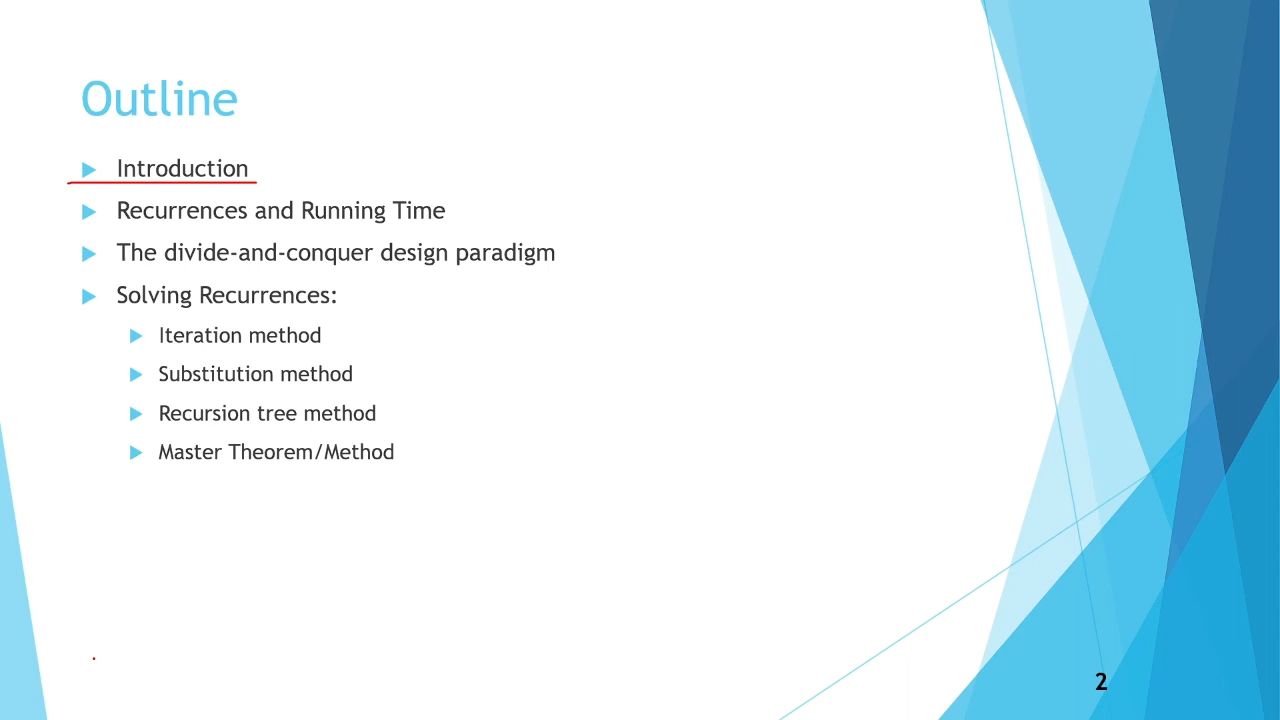 Outline
Introduction
Recurrences and Running Time
The divide-and-conquer design paradigm
Solving Recurrences:
Iteration method
Substitution method
Recursion tree method
Master Theorem/Method
2